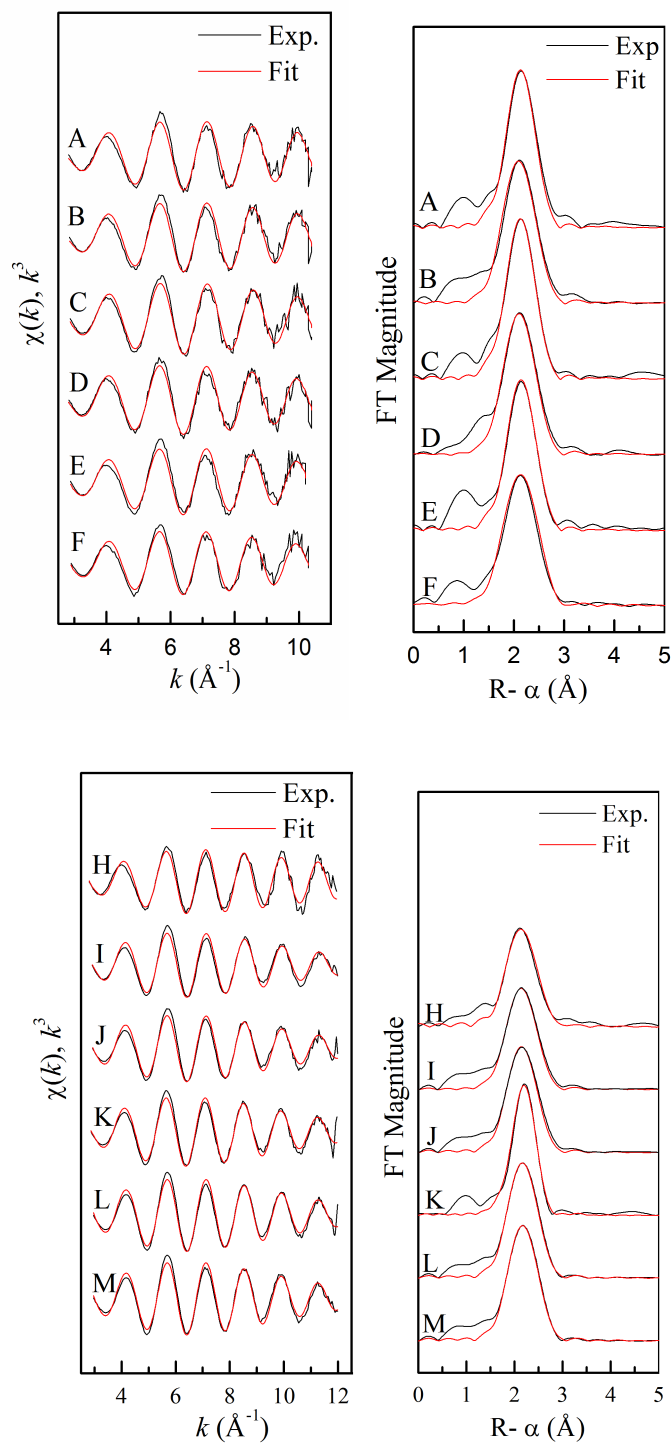 Exp.
Fit
A
B
C
D
E
F
χ(k), k³
4 6 8 10
k (Å⁻¹)
Exp
Fit
A
B
C
D
E
F
FT Magnitude
0 1 2 3 4 5
R- α (Å)
Exp.
Fit
H
I
J
K
L
M
χ(k), k³
4 6 8 10 12
k (Å⁻¹)
Exp.
Fit
H
I
J
K
L
M
FT Magnitude
0 1 2 3 4 5
R- α (Å)